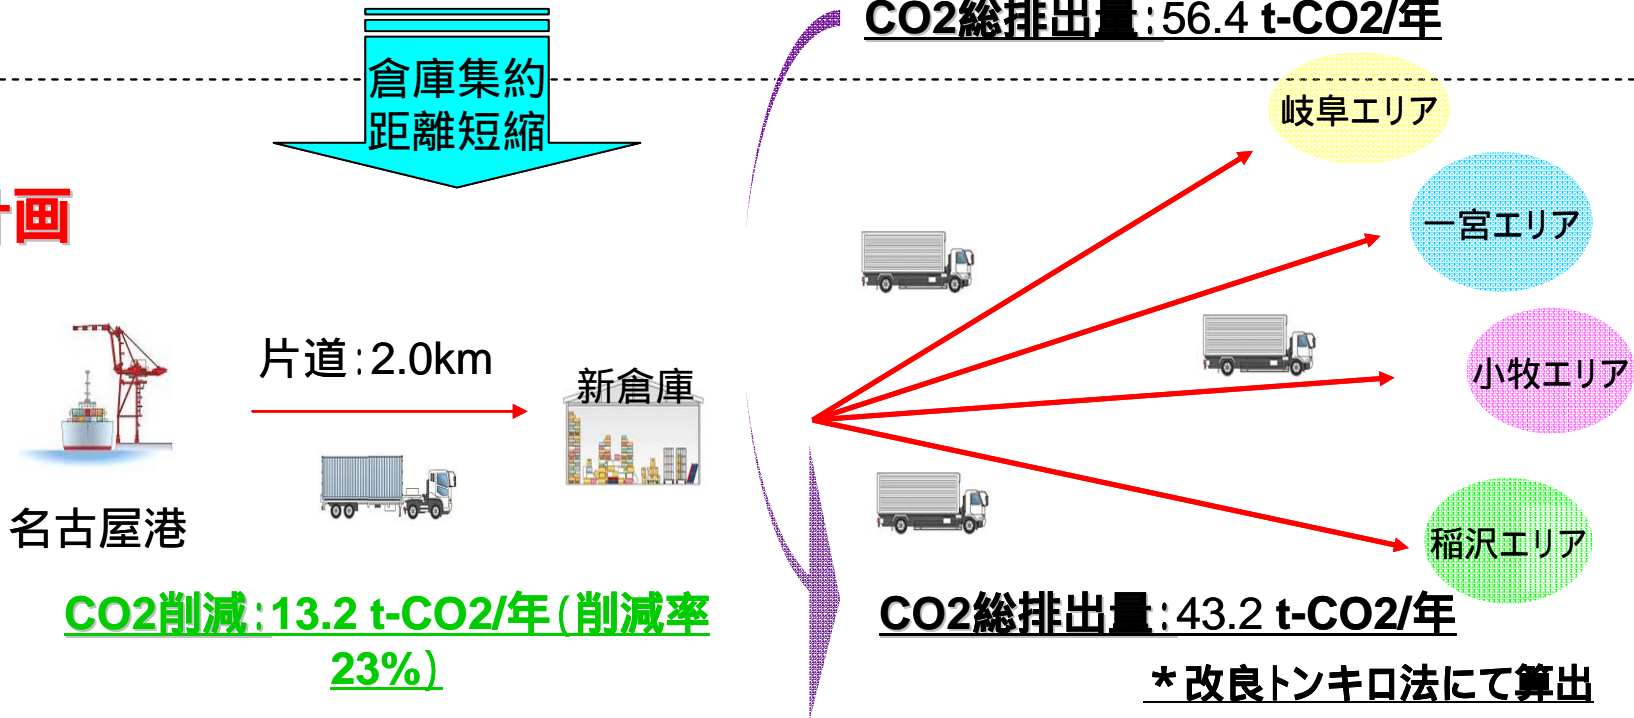 CO2総排出量:56.4 t-CO2/年
倉庫集約
距離短縮
岐阜エリア
計画
一宮エリア
片道:2.0km
新倉庫
小牧エリア
名古屋港
稲沢エリア
CO2削減:13.2 t-CO2/年(削減率
23%)
CO2総排出量:43.2 t-CO2/年
*改良トンキロ法にて算出